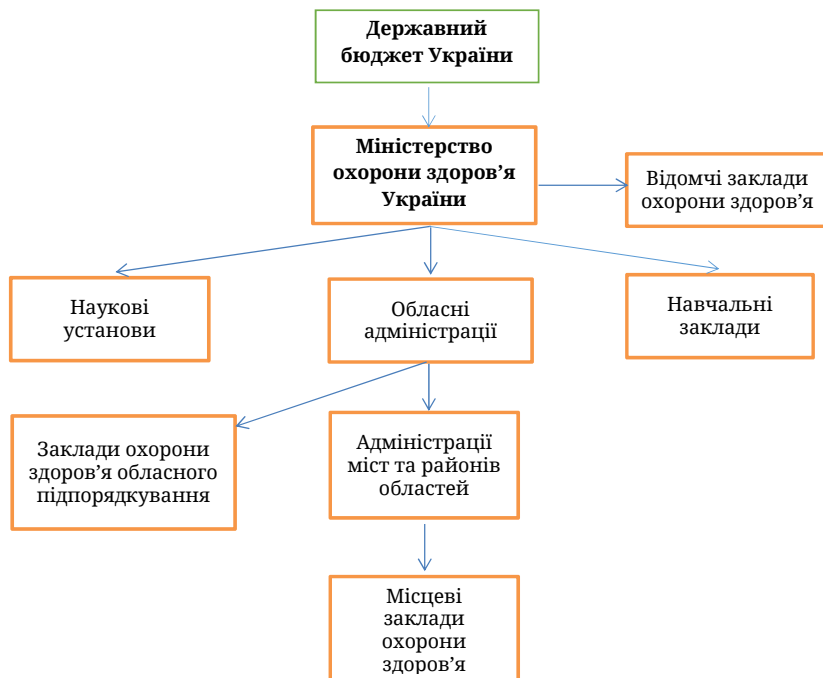 Державний
бюджет України
Міністерство
охорони здоров’я
України
Відомчі заклади
охорони здоров’я
Наукові
установи
Обласні
адміністрації
Навчальні
заклади
Заклади охорони
здоров’я обласного
підпорядкування
Адміністрації
міст та районів
областей
Місцеві
заклади
охорони
здоров’я